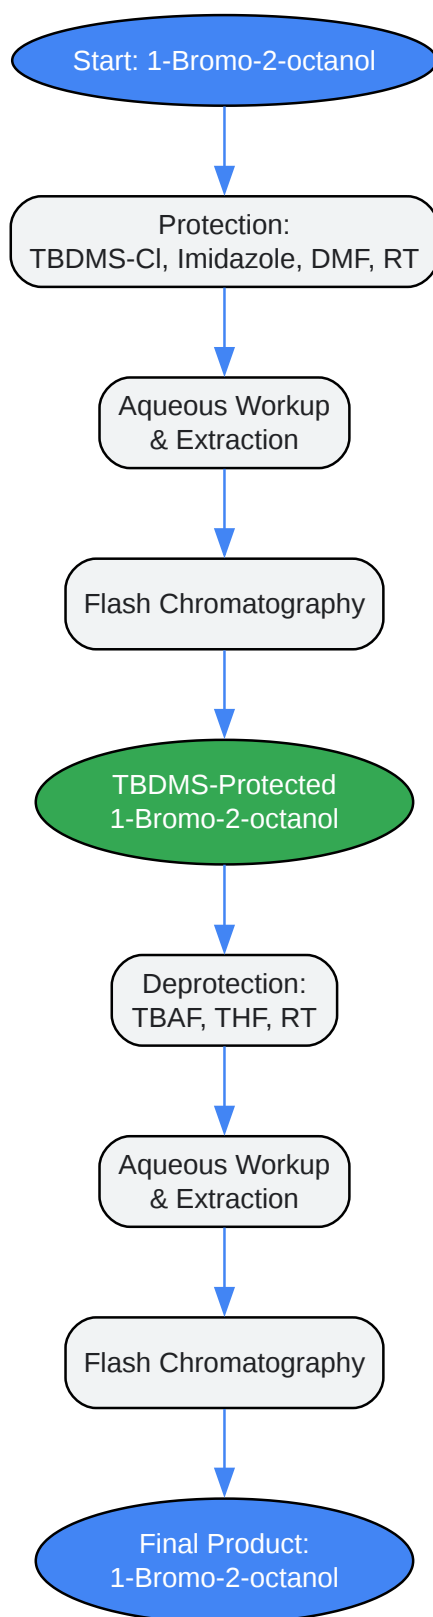 Start: 1-Bromo-2-octanol
Protection:
TBDMS-Cl, Imidazole, DMF, RT
Aqueous Workup
& Extraction
Flash Chromatography
TBDMS-Protected
1-Bromo-2-octanol
Deprotection:
TBAF, THF, RT
Aqueous Workup
& Extraction
Flash Chromatography
Final Product:
1-Bromo-2-octanol